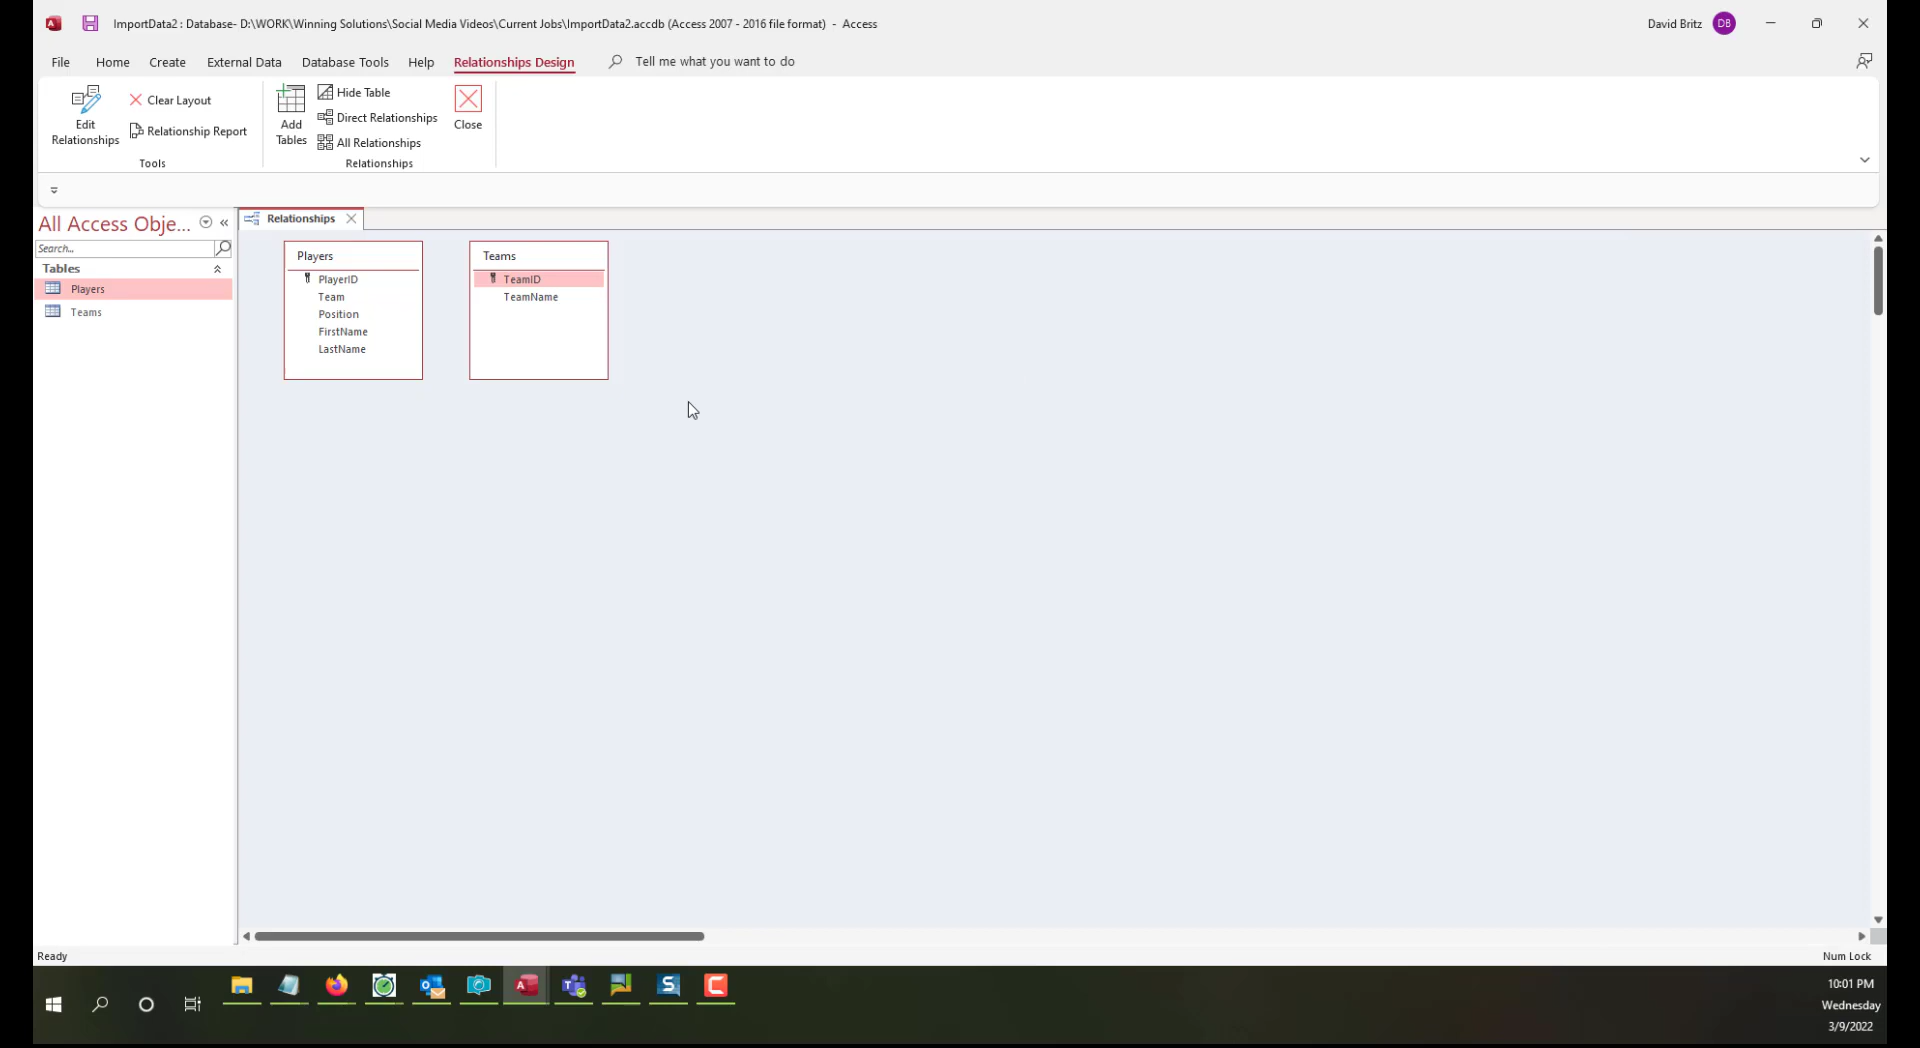 ImportData2 : Database- D:\WORK\Winning Solutions\Social Media Videos\Current Jobs\ImportData2.accdb (Access 2007 - 2016 file format) - Access
David Britz
DB
File
Home
Create
External Data
Database Tools
Help
Relationships Design
Tell me what you want to do
Edit
Relationships
Clear Layout
Relationship Report
Tools
Add
Tables
Hide Table
Direct Relationships
All Relationships
Close
Relationships
All Access Obje...
Search...
Tables
Players
Teams
Relationships
Players
PlayerID
Team
Position
FirstName
LastName
Teams
TeamID
TeamName
Ready
Num Lock
10:01 PM
Wednesday
3/9/2022